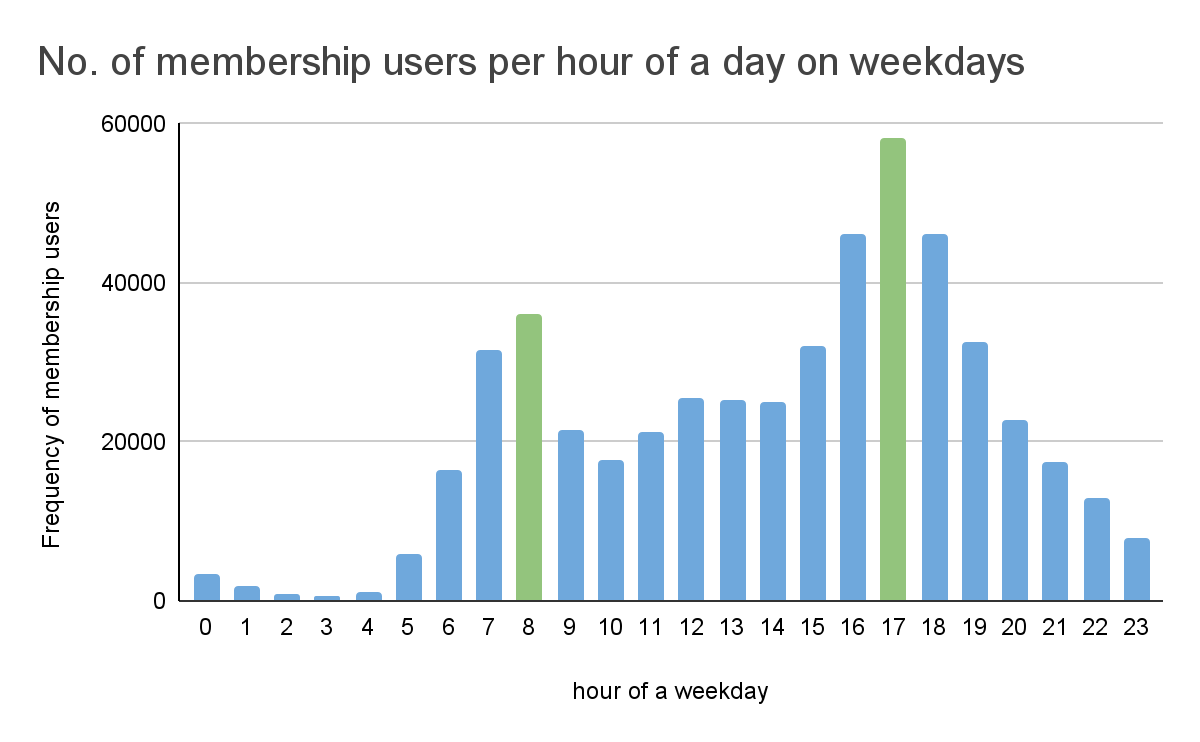 No. of membership users per hour of a day on weekdays
Frequency of membership users
60000
40000
20000
0
0 1 2 3 4 5 6 7 8 9 10 11 12 13 14 15 16 17 18 19 20 21 22 23
hour of a weekday